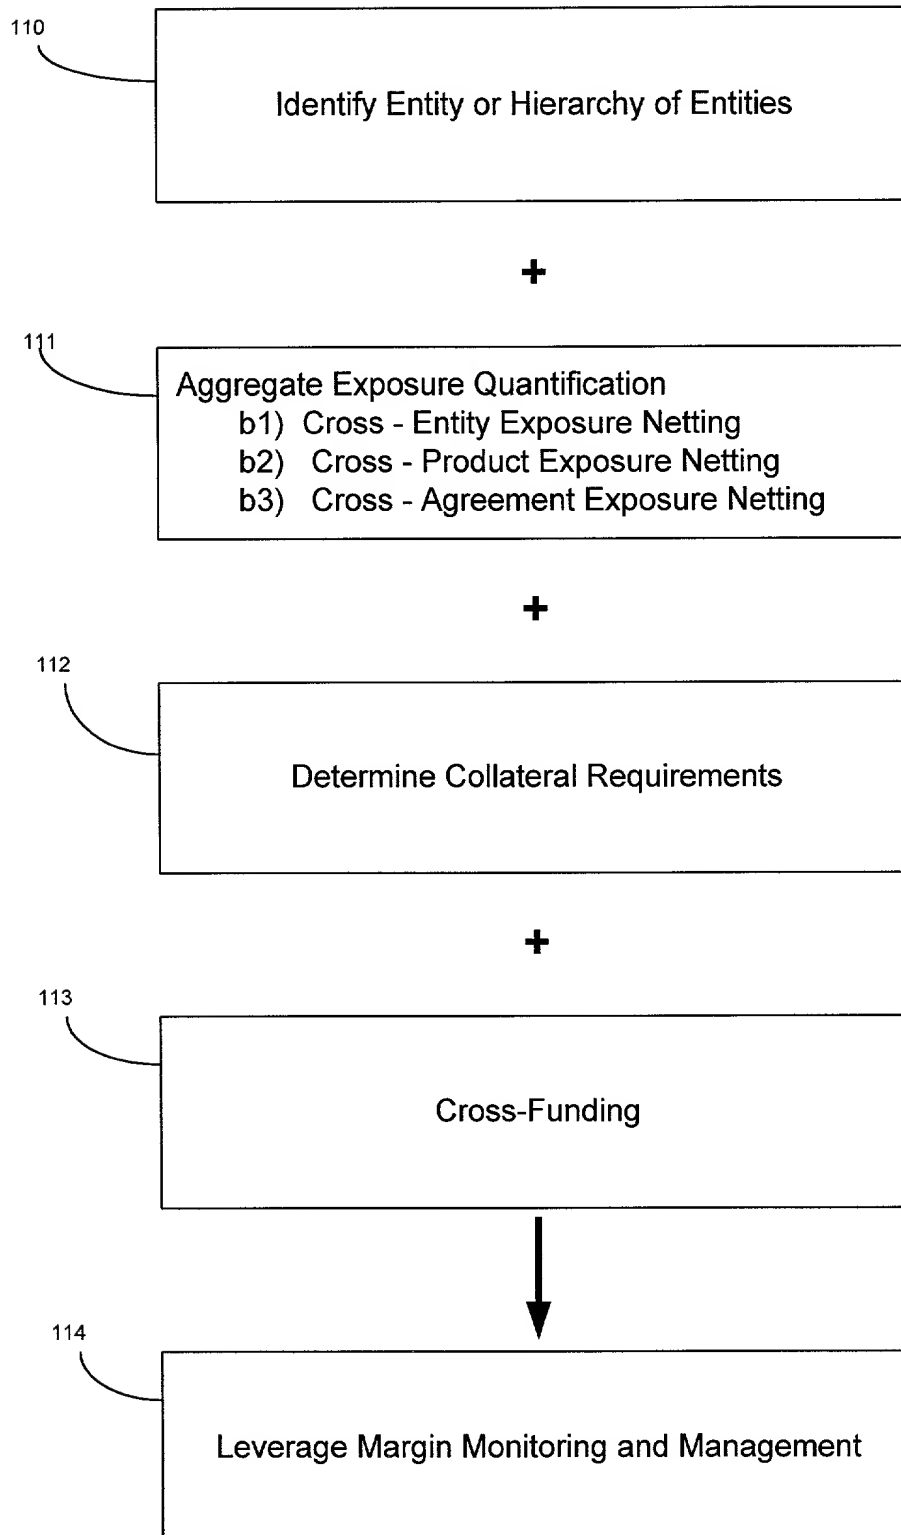 110
Identify Entity or Hierarchy of Entities
+
111
Aggregate Exposure Quantification
b1) Cross - Entity Exposure Netting
b2) Cross - Product Exposure Netting
b3) Cross - Agreement Exposure Netting
+
112
Determine Collateral Requirements
+
113
Cross-Funding
114
Leverage Margin Monitoring and Management